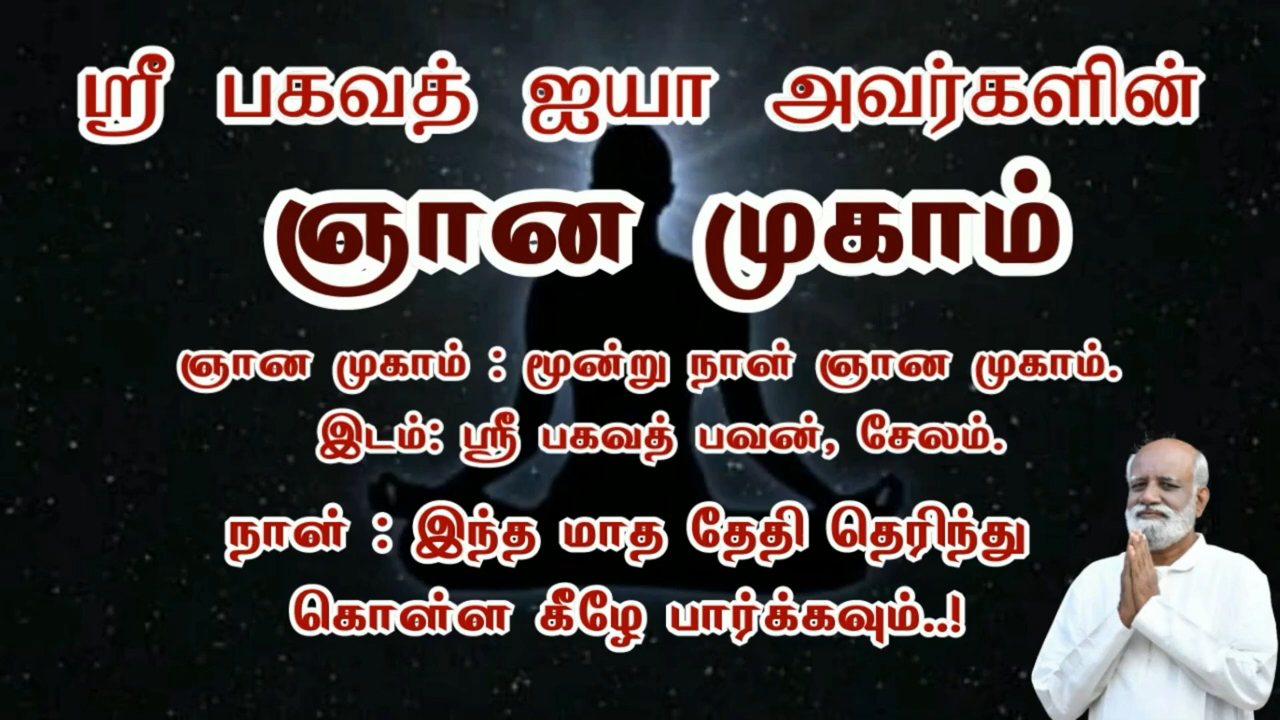 ஸ்ரீ பகவத் ஐயா அவர்களின்
ஞான முகாம்
ஞான முகாம் : மூன்று நாள் ஞான முகாம்.
இடம்: ஸ்ரீ பகவத் பவன், சேலம்.
நாள் : இந்த மாத தேதி தெரிந்து
கொள்ள கீழே பார்க்கவும்..!